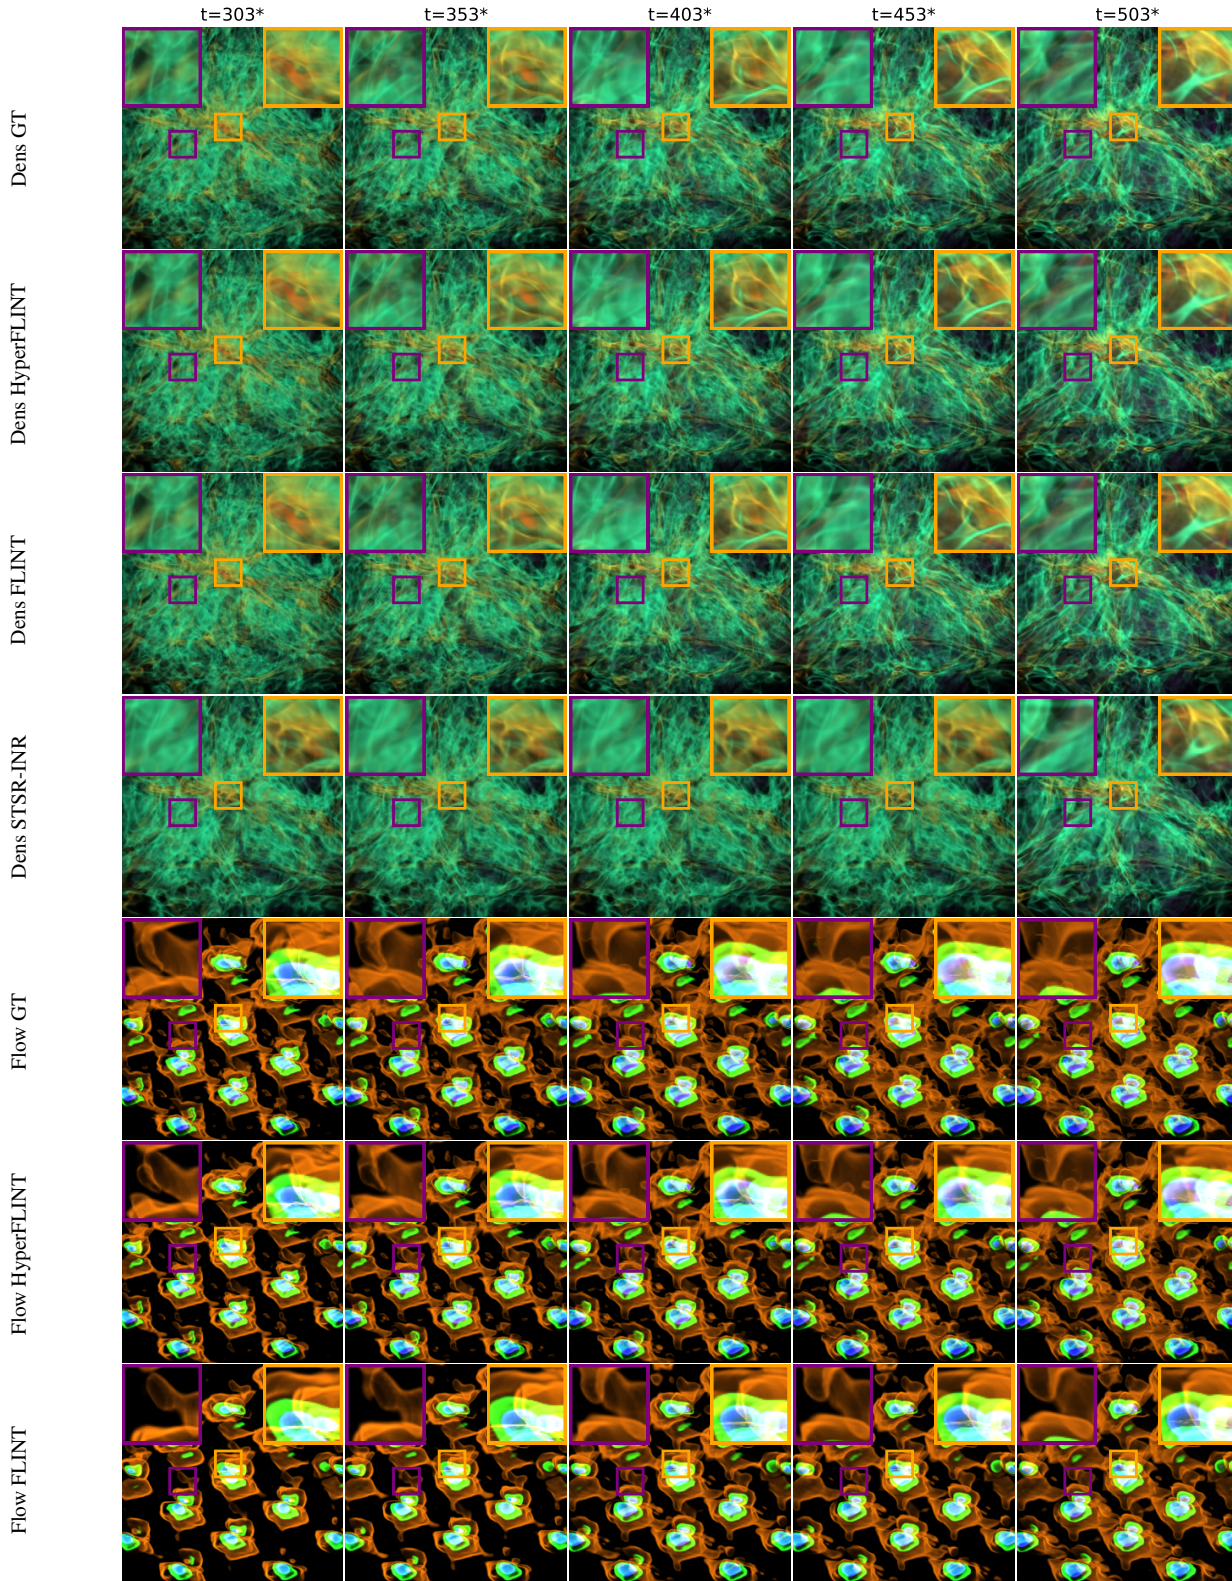 t=303* t=353* t=403* t=453* t=503*
Dens GT
Dens HyperFLINT
Dens FLINT
Dens STSR-INR
Flow GT
Flow HyperFLINT
Flow FLINT